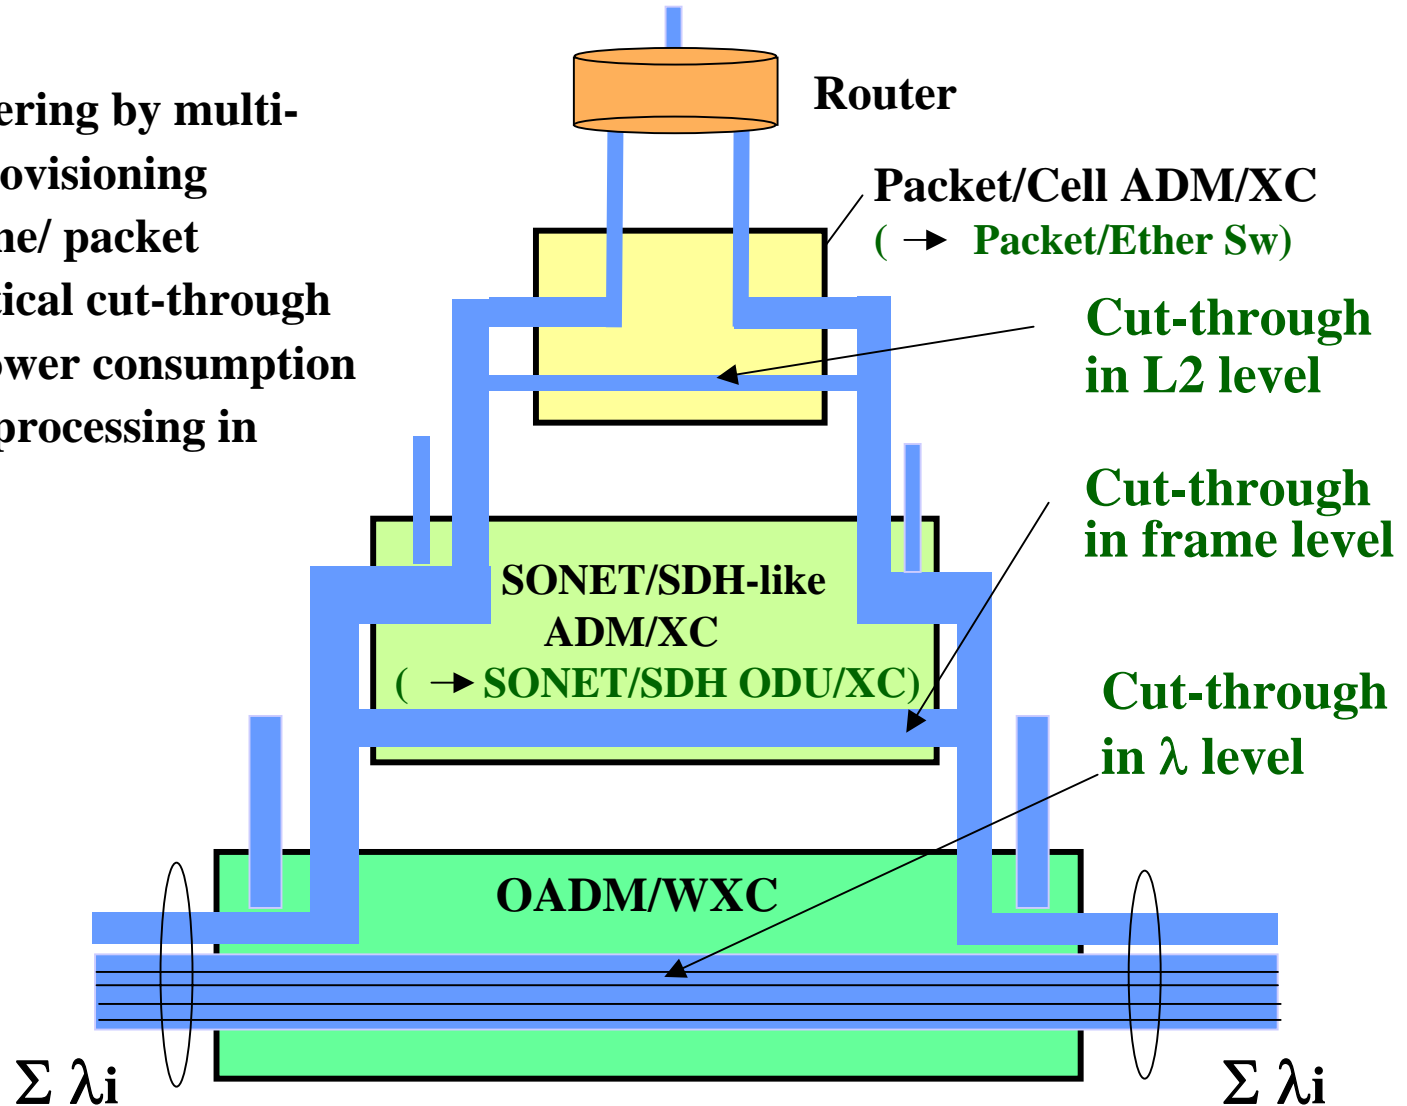 Router
ering by multi-
ovisioning
ne/ packet
tical cut-through
ower consumption
processing in
Packet/Cell ADM/XC
( → Packet/Ether Sw)
Cut-through
in L2 level
Cut-through
in frame level
SONET/SDH-like
ADM/XC
( → SONET/SDH ODU/XC)
Cut-through
in λ level
OADM/WXC
Σ λi
Σ λi